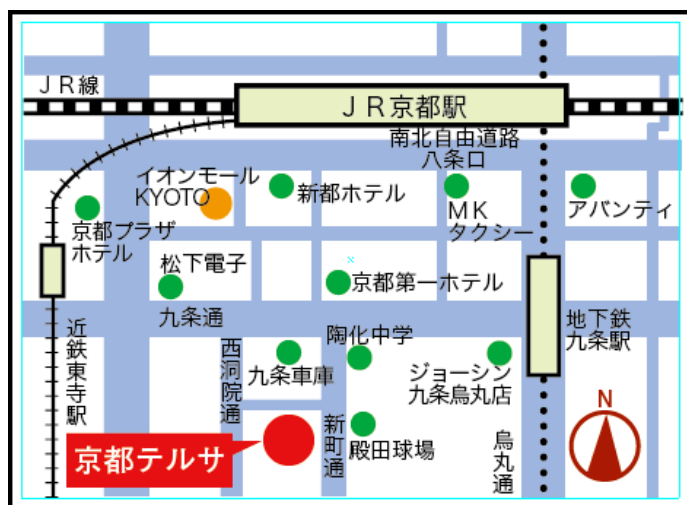 JR線
JR京都駅
南北自由道路
八条口
イオンモール
KYOTO
新都ホテル
MK
タクシー
アバンティ
京都プラザ
ホテル
松下電子
京都第一ホテル
九条通
地下鉄
九条駅
近鉄東寺駅
西洞院通
九条車庫
陶化中学
ジョーシン
九条烏丸店
新町通
殿田球場
烏丸通
京都テルサ
N